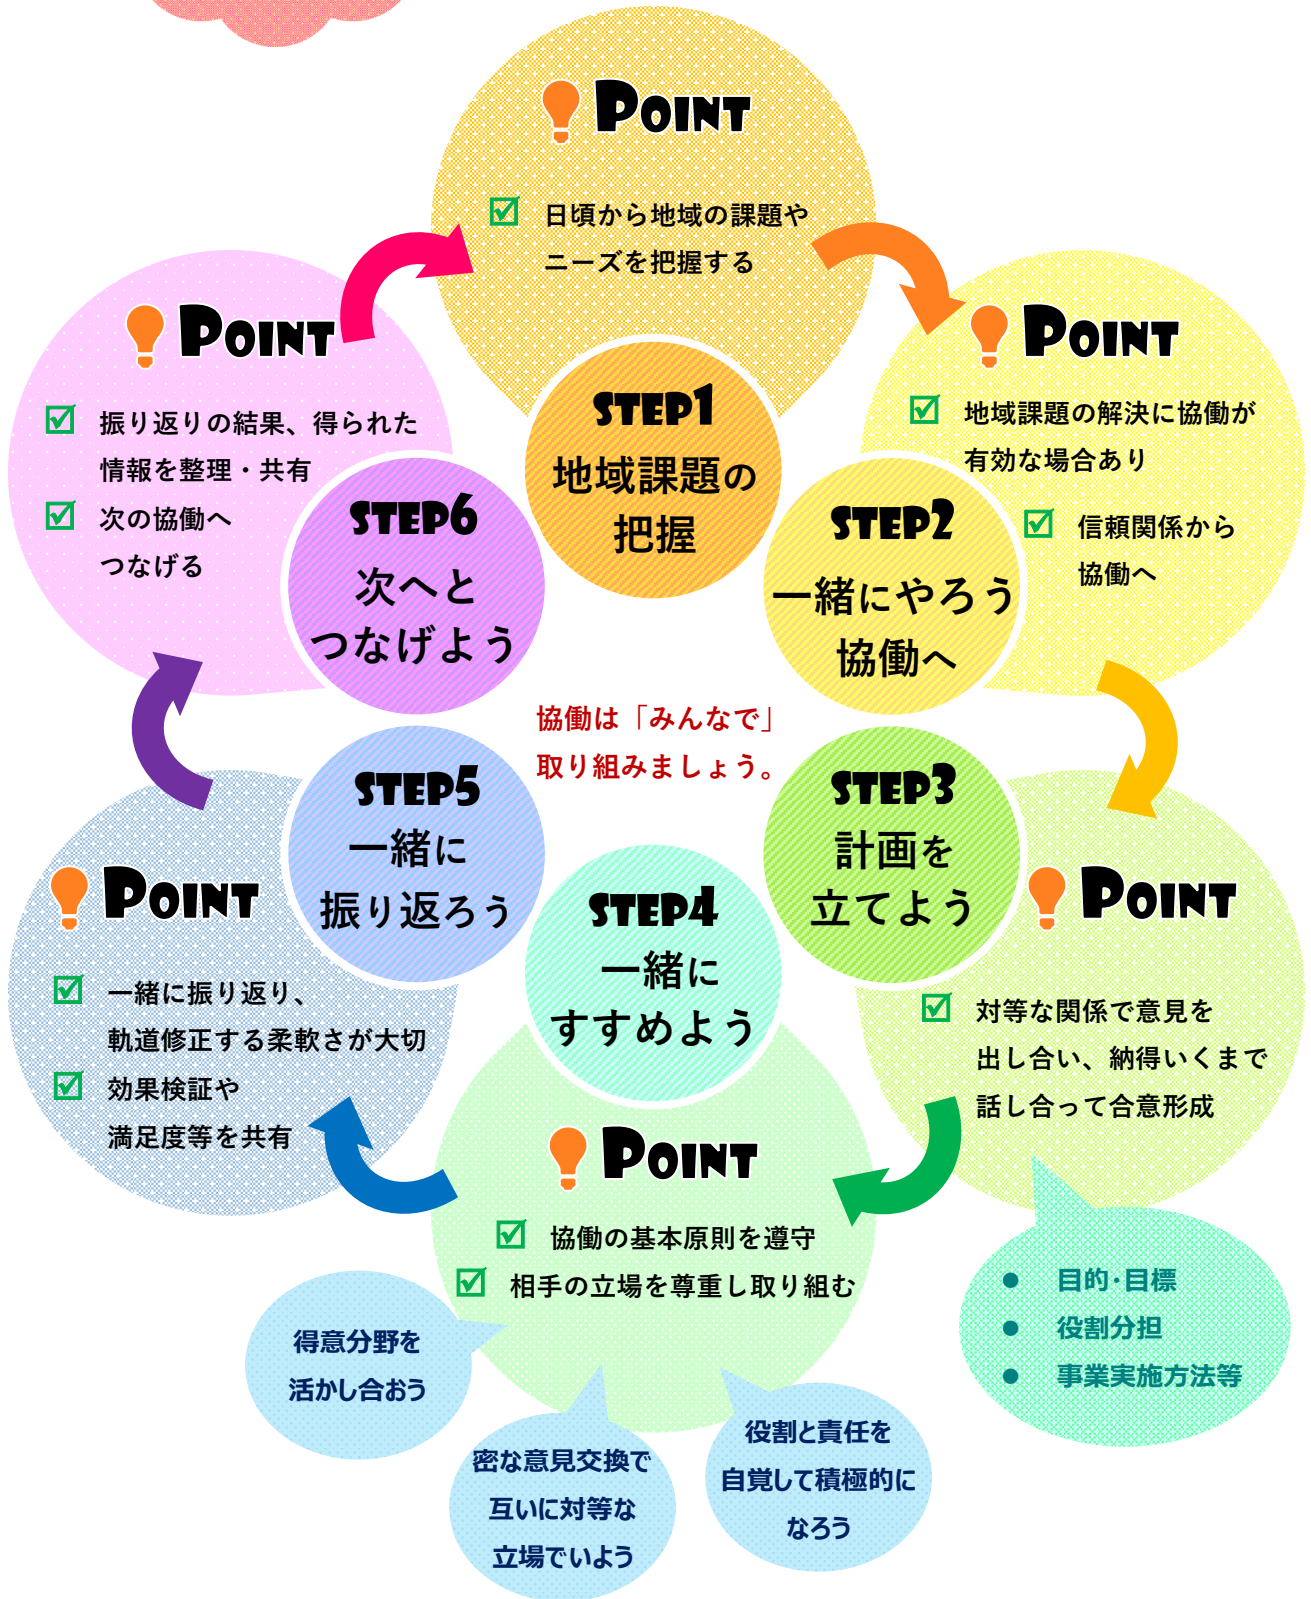 POINT
日頃から地域の課題や
ニーズを把握する
STEP1
地域課題の
把握
POINT
地域課題の解決に協働が
有効な場合あり
信頼関係から
協働へ
STEP2
一緒にやろう
協働へ
STEP3
計画を
立てよう
POINT
対等な関係で意見を
出し合い、納得いくまで
話し合って合意形成
● 目的・目標
● 役割分担
● 事業実施方法等
STEP4
一緒に
すすめよう
POINT
協働の基本原則を遵守
相手の立場を尊重し取り組む
得意分野を
活かし合おう
密な意見交換で
互いに対等な
立場でいよう
役割と責任を
自覚して積極的に
なろう
STEP5
一緒に
振り返ろう
POINT
一緒に振り返り、
軌道修正する柔軟さが大切
効果検証や
満足度等を共有
STEP6
次へと
つなげよう
POINT
振り返りの結果、得られた
情報を整理・共有
次の協働へ
つなげる
協働は「みんなで」
取り組みましょう。